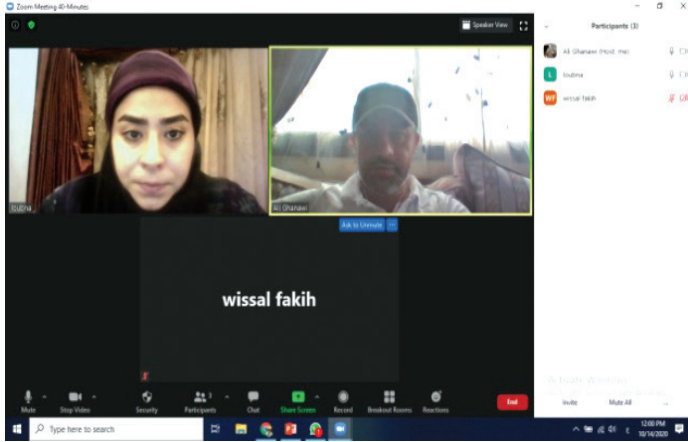 Zoom Meeting 40-Minutes
Speaker View
Participants (3)
Ali Ghanawi (Host, me)
L
loubna
WF
wissal fakih
loubna
Ali Ghanawi
Ask to Unmute
wissal fakih
Mute
Stop Video
Security
Participants
3
Chat
Share Screen
Record
Breakout Rooms
Reactions
End
Invite
Mute All
Type here to search
12:00 PM
10/14/2020